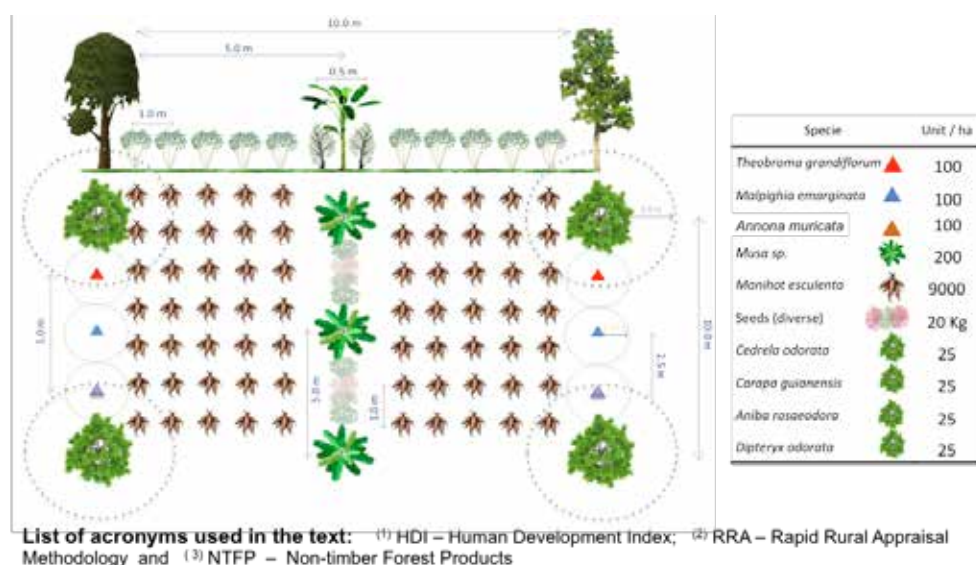 10.0 m
5.0 m
0.5 m
1.0 m
10.0 m
5.0 m
1.0 m
2.5 M
Specie Unit / ha
Theobroma grandiflorum 100
Malpighia emarginata 100
Annona muricata 100
Musa sp. 200
Manihot esculenta 9000
Seeds (diverse) 20 Kg
Cedrela odorata 25
Carapa guianensis 25
Aniba rosaeodora 25
Dipteryx odorata 25
List of acronyms used in the text: (1) HDI – Human Development Index; (2) RRA – Rapid Rural Appraisal
Methodology and (3) NTFP – Non-timber Forest Products